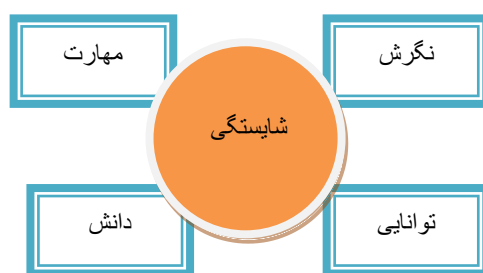 نگرش
مهارت
شایستگی
توانایی
دانش